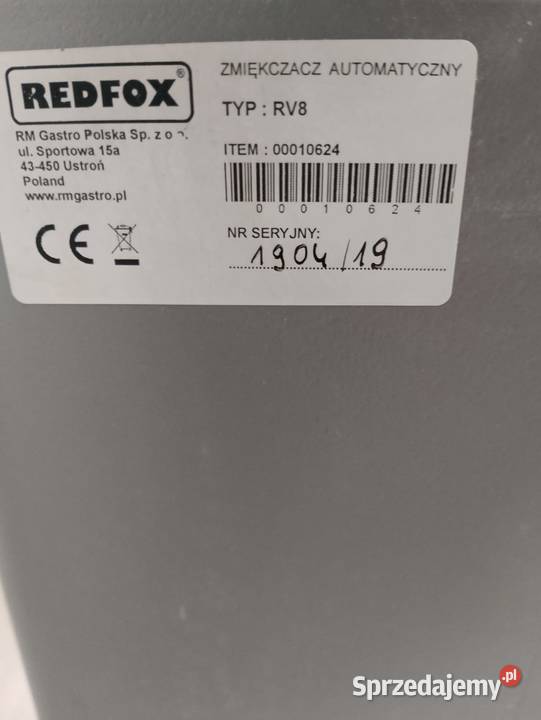 REDFOX®
RM Gastro Polska Sp. z o o.
ul. Sportowa 15a
43-450 Ustroń
Poland
www.rmgastro.pl
CE
ZMIĘKCZACZ AUTOMATYCZNY
TYP : RV8
ITEM : 00010624
00010624
NR SERYJNY:
1904/19
Sprzedajemy.pl